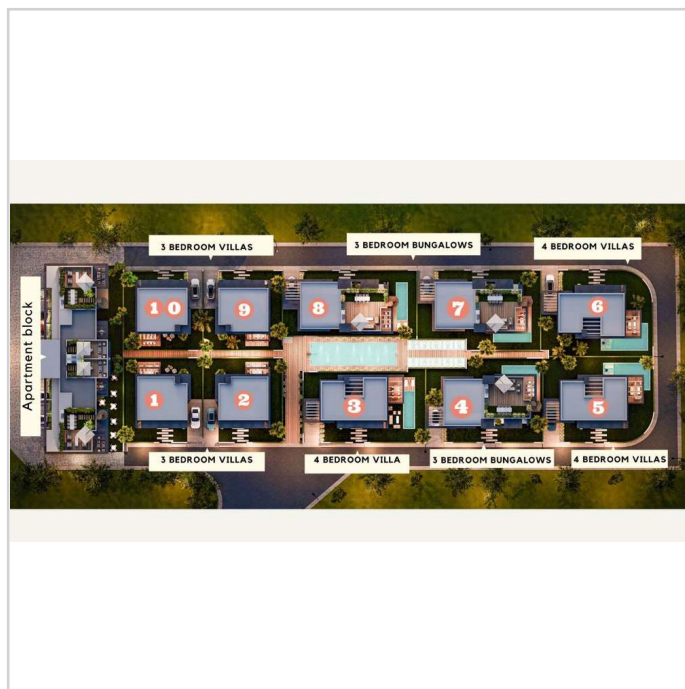 3 BEDROOM VILLAS
3 BEDROOM BUNGALOWS
4 BEDROOM VILLAS
Apartment block
10
9
8
7
6
1
2
3
4
5
3 BEDROOM VILLAS
4 BEDROOM VILLA
3 BEDROOM BUNGALOWS
4 BEDROOM VILLAS